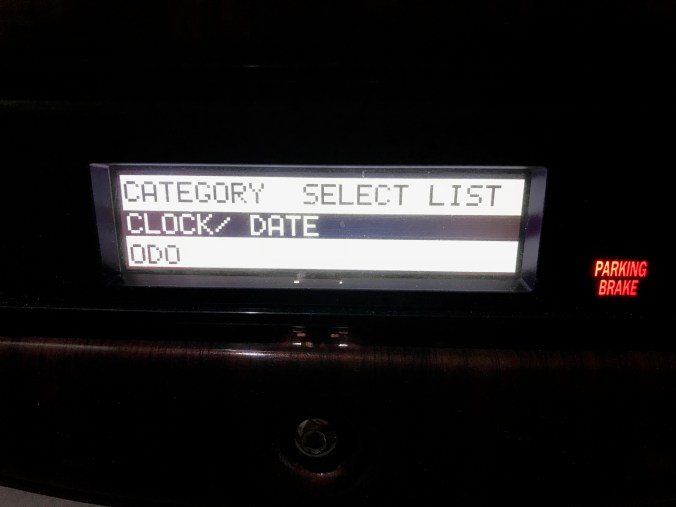 CATEGORY SELECT LIST
CLOCK/ DATE
ODO
PARKING
BRAKE